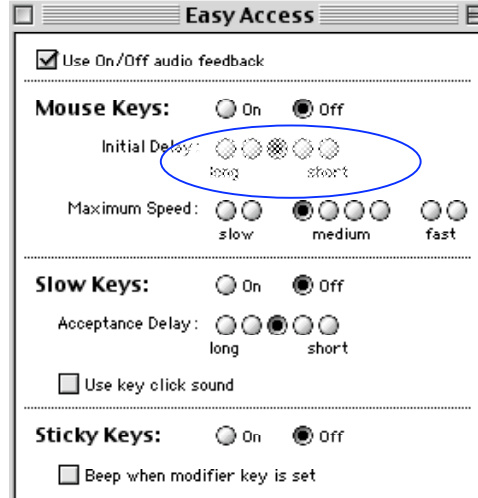 Easy Access
Use On/Off audio feedback
Mouse Keys: On Off
Initial Delay:
long short
Maximum Speed:
slow medium fast
Slow Keys: On Off
Acceptance Delay:
long short
Use key click sound
Sticky Keys: On Off
Beep when modifier key is set